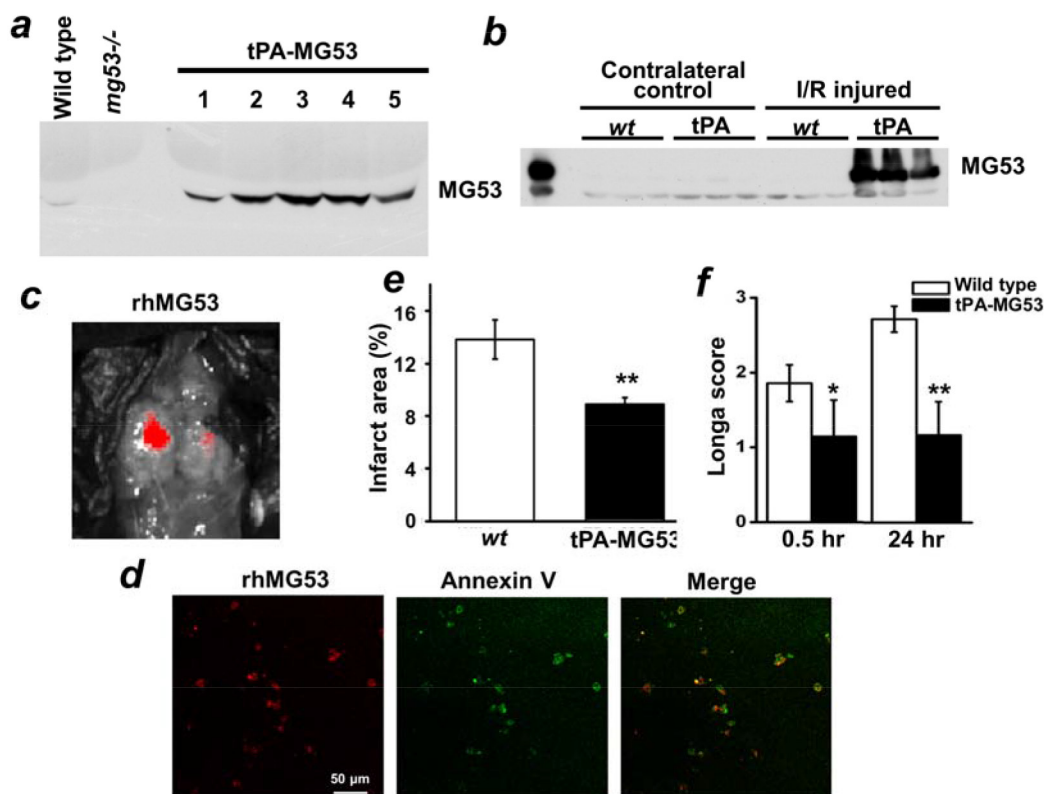 a
Wild type
mg53-/-
tPA-MG53
1 2 3 4 5
MG53
b
Contralateral
control
I/R injured
wt tPA wt tPA
MG53
c
rhMG53
e
Infarct area (%)
16
12
8
4
0
wt tPA-MG53
**
f
Wild type
tPA-MG53
Longa score
3
2
1
0
*
**
0.5 hr 24 hr
d
rhMG53 Annexin V Merge
50 µm